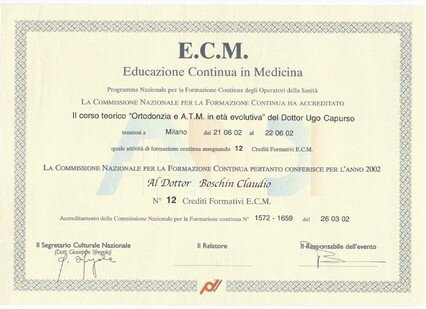 E.C.M.
Educazione Continua in Medicina
Programma Nazionale per la Formazione Continua degli Operatori della Sanità
LA COMMISSIONE NAZIONALE PER LA FORMAZIONE CONTINUA HA ACCREDITATO
Il corso teorico "Ortodonzia e A.T.M. in età evolutiva" del Dottor Ugo Capurso
tenutosi a Milano dal 21 06 02 al 22 06 02
quale attività di formazione continua assegnando 12 Crediti Formativi E.C.M.
LA COMMISSIONE NAZIONALE PER LA FORMAZIONE CONTINUA PERTANTO CONFERISCE PER L'ANNO 2002
Al Dottor Boschin Claudio
N° 12 Crediti Formativi E.C.M.
Accreditamento della Commissione Nazionale per la Formazione continua N° 1572 - 1659 del 26 03 02
Il Segretario Culturale Nazionale Il Relatore Il Responsabile dell'evento
(Dott. Giuseppe